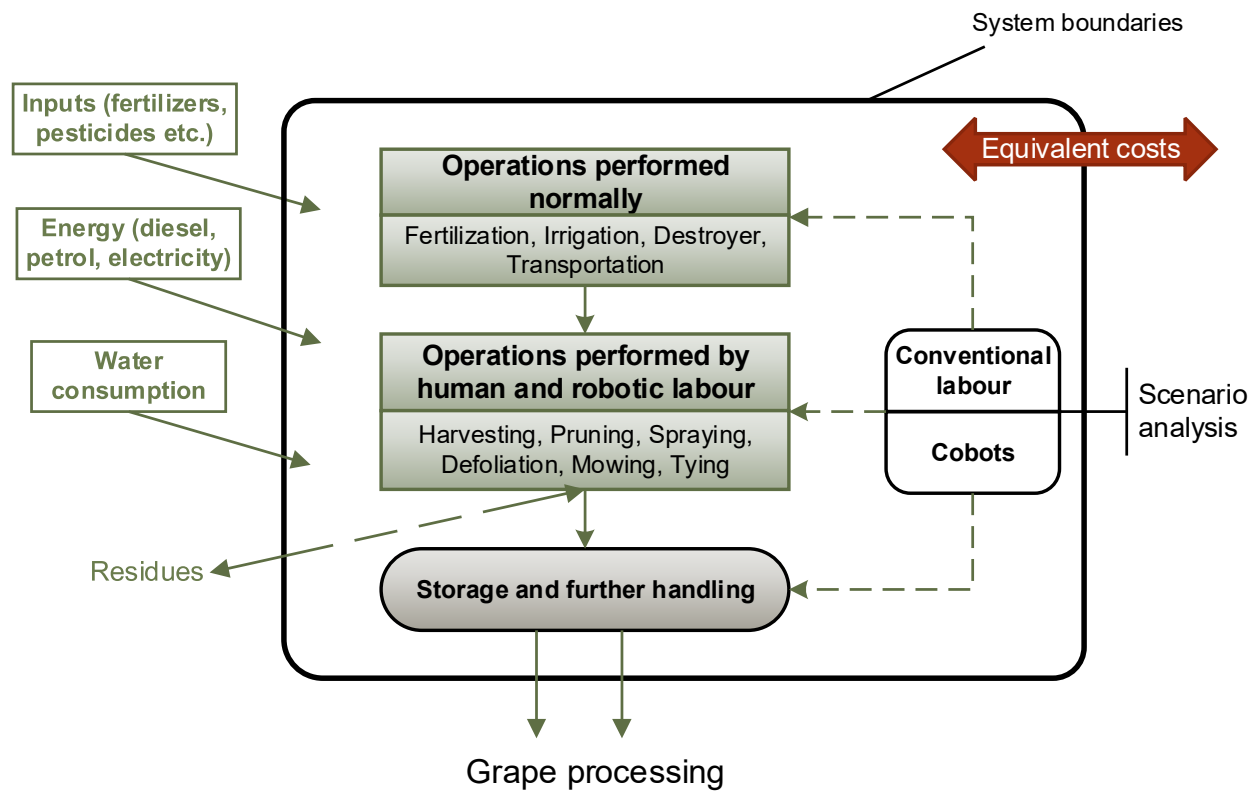 System boundaries
Inputs (fertilizers,
pesticides etc.)
Equivalent costs
Operations performed
normally
Fertilization, Irrigation, Destroyer,
Transportation
Energy (diesel,
petrol, electricity)
Water
consumption
Operations performed by
human and robotic labour
Harvesting, Pruning, Spraying,
Defoliation, Mowing, Tying
Conventional
labour
Cobots
Scenario
analysis
Residues
Storage and further handling
Grape processing